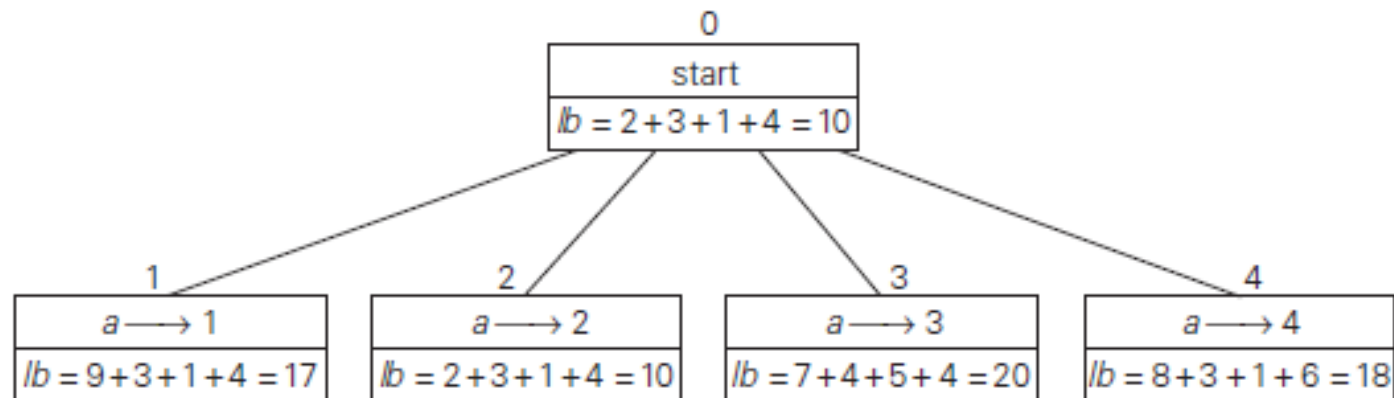 0
start
lb = 2+3+1+4 = 10
1
2
3
4
a → 1
a → 2
a → 3
a → 4
lb = 9+3+1+4 = 17
lb = 2+3+1+4 = 10
lb = 7+4+5+4 = 20
lb = 8+3+1+6 = 18